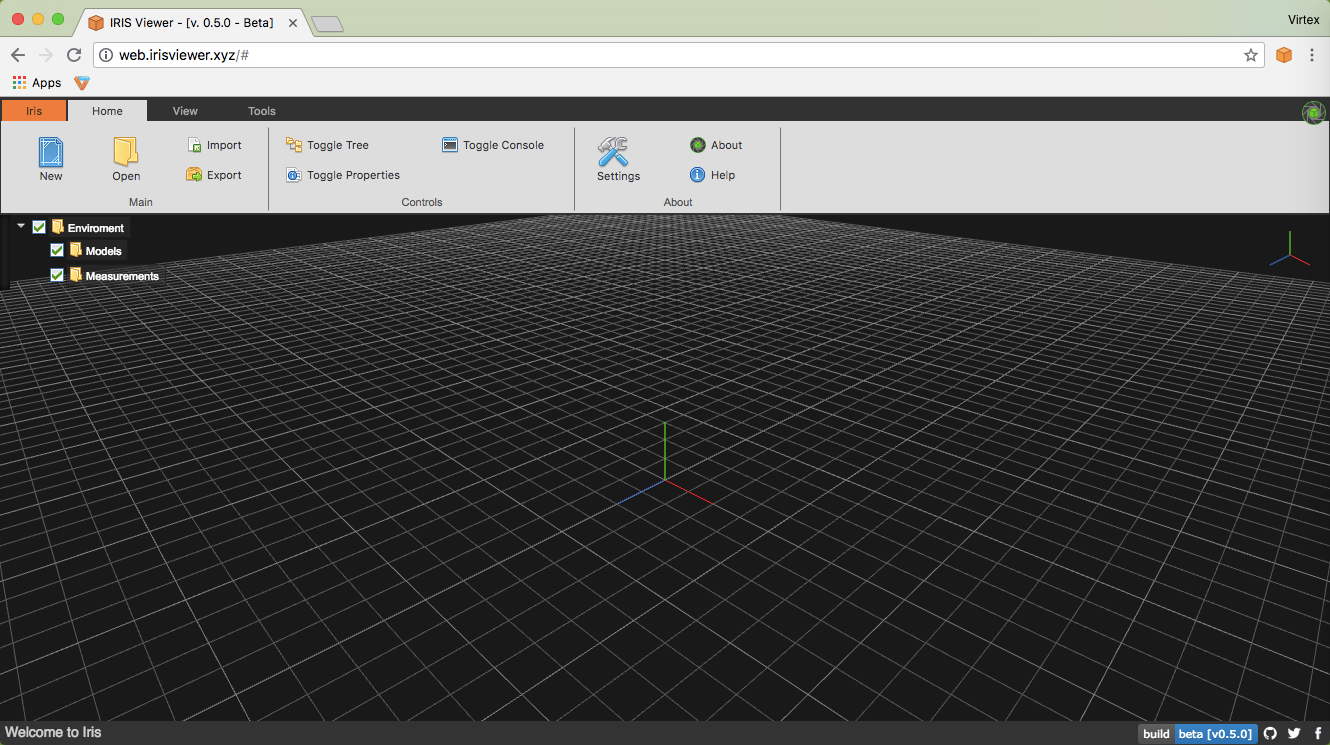 IRIS Viewer - [v. 0.5.0 - Beta]
Virtex
web.irisviewer.xyz/#
Apps
Iris Home View Tools
New Open Import Export
Main
Toggle Tree Toggle Console
Toggle Properties
Controls
Settings About Help
About
Enviroment
Models
Measurements
Welcome to Iris
build beta [v0.5.0]